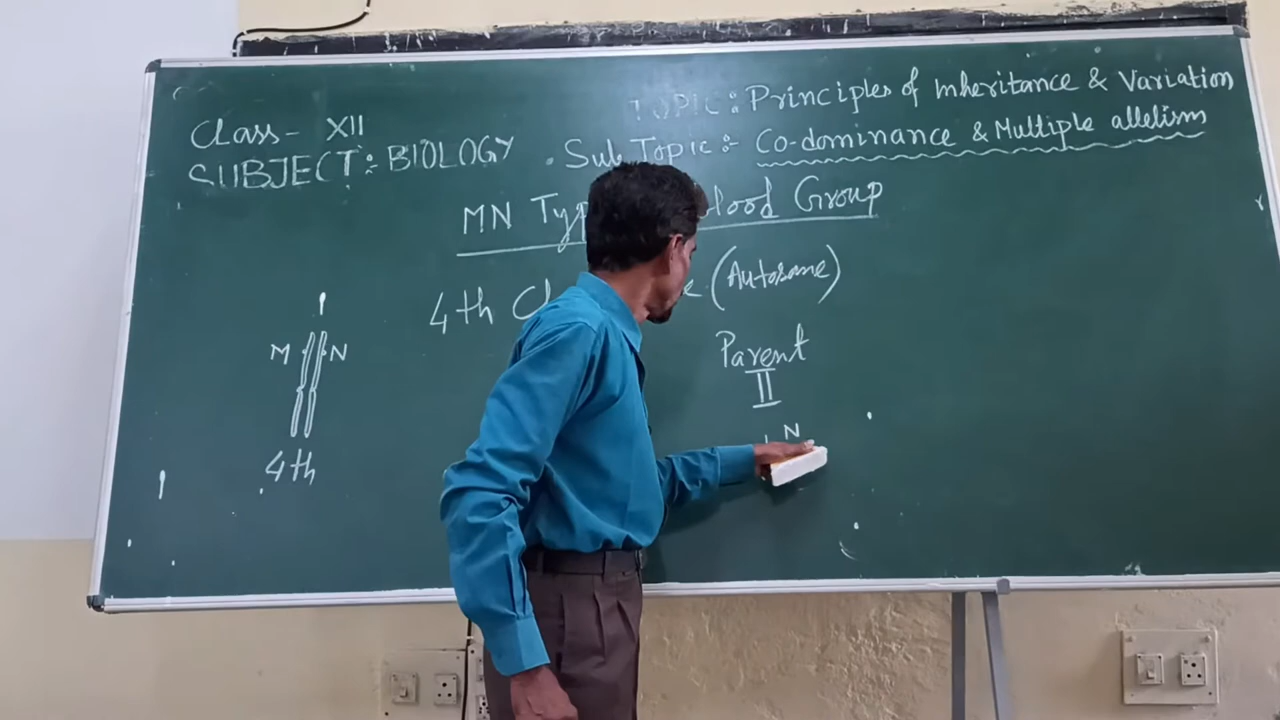 TOPIC:- Principles of Inheritance & Variation
Class- XII
SUBJECT:- BIOLOGY . Sub Topic:- Co-dominance & Multiple allelism
MN Typ lood Group
4th C (Autosome)
Parent
II
M N
N
4th